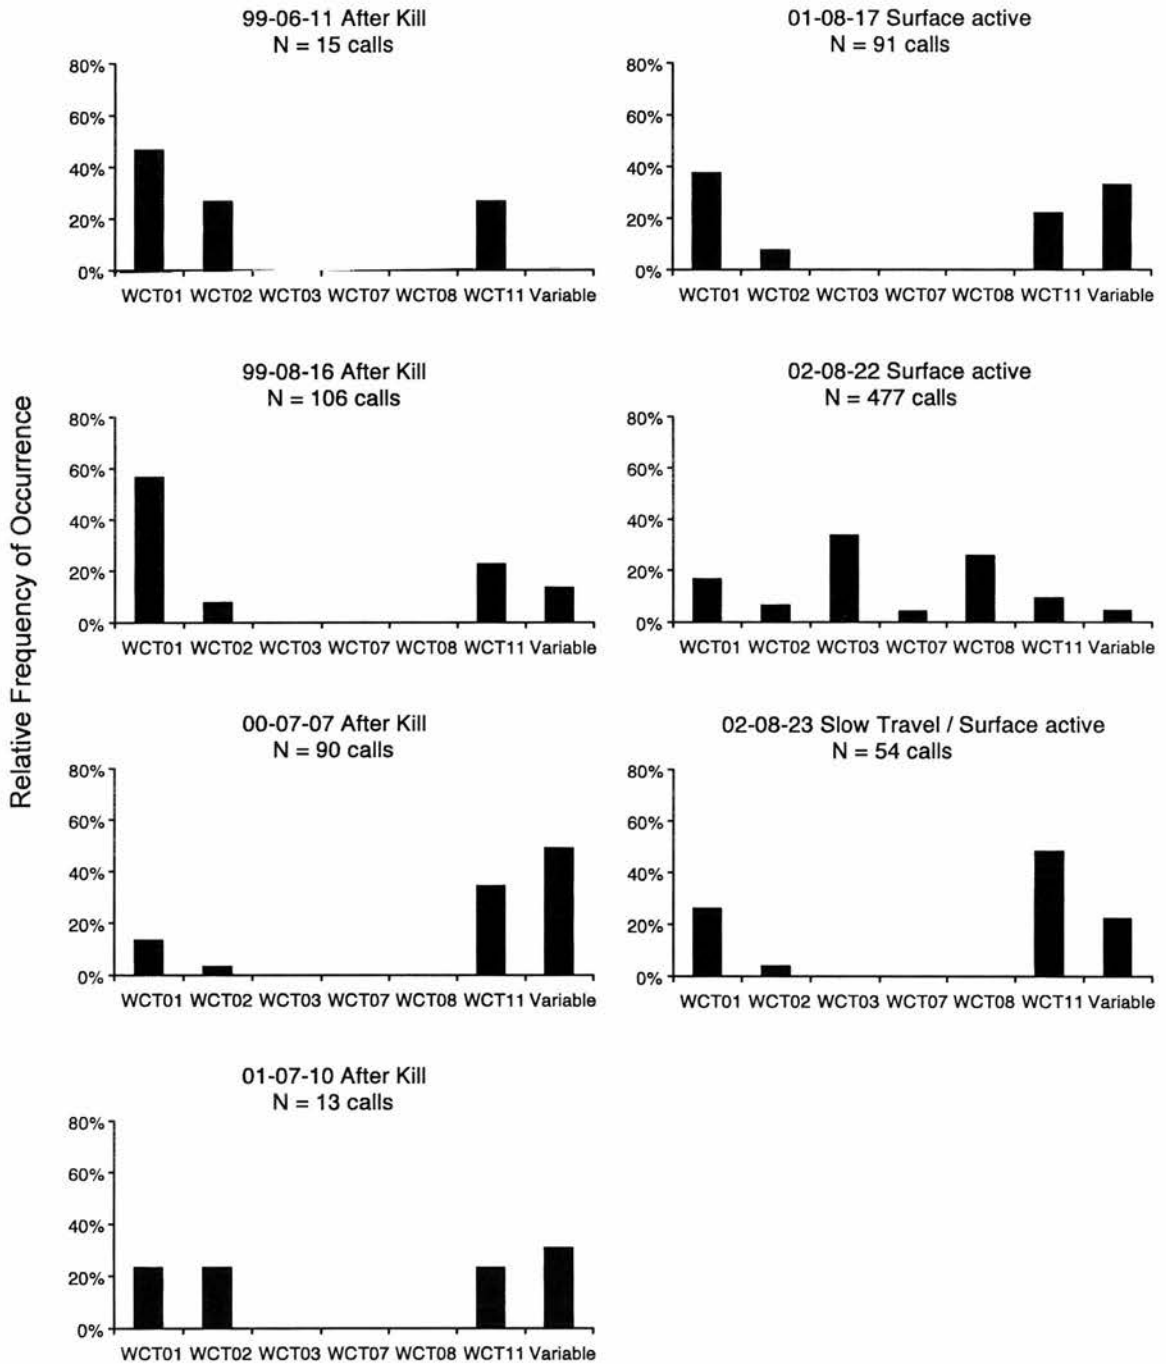 99-06-11 After Kill
N = 15 calls
80%
60%
40%
20%
0%
WCT01 WCT02 WCT03 WCT07 WCT08 WCT11 Variable
01-08-17 Surface active
N = 91 calls
80%
60%
40%
20%
0%
WCT01 WCT02 WCT03 WCT07 WCT08 WCT11 Variable
Relative Frequency of Occurrence
99-08-16 After Kill
N = 106 calls
80%
60%
40%
20%
0%
WCT01 WCT02 WCT03 WCT07 WCT08 WCT11 Variable
02-08-22 Surface active
N = 477 calls
80%
60%
40%
20%
0%
WCT01 WCT02 WCT03 WCT07 WCT08 WCT11 Variable
00-07-07 After Kill
N = 90 calls
80%
60%
40%
20%
0%
WCT01 WCT02 WCT03 WCT07 WCT08 WCT11 Variable
02-08-23 Slow Travel / Surface active
N = 54 calls
80%
60%
40%
20%
0%
WCT01 WCT02 WCT03 WCT07 WCT08 WCT11 Variable
01-07-10 After Kill
N = 13 calls
80%
60%
40%
20%
0%
WCT01 WCT02 WCT03 WCT07 WCT08 WCT11 Variable